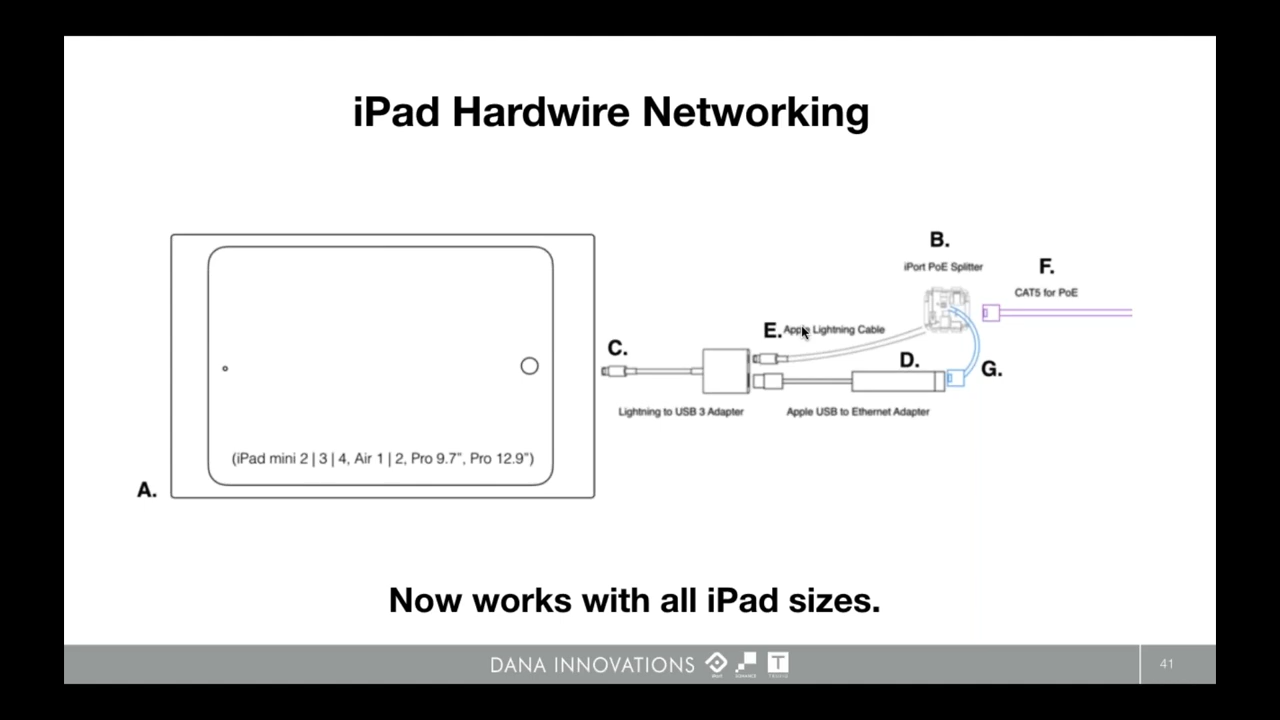 iPad Hardwire Networking
B.
iPort PoE Splitter
F.
CAT5 for PoE
E. Apple Lightning Cable
C.
D.
G.
Lightning to USB 3 Adapter
Apple USB to Ethernet Adapter
(iPad mini 2 | 3 | 4, Air 1 | 2, Pro 9.7”, Pro 12.9”)
A.
Now works with all iPad sizes.
DANA INNOVATIONS
T
41